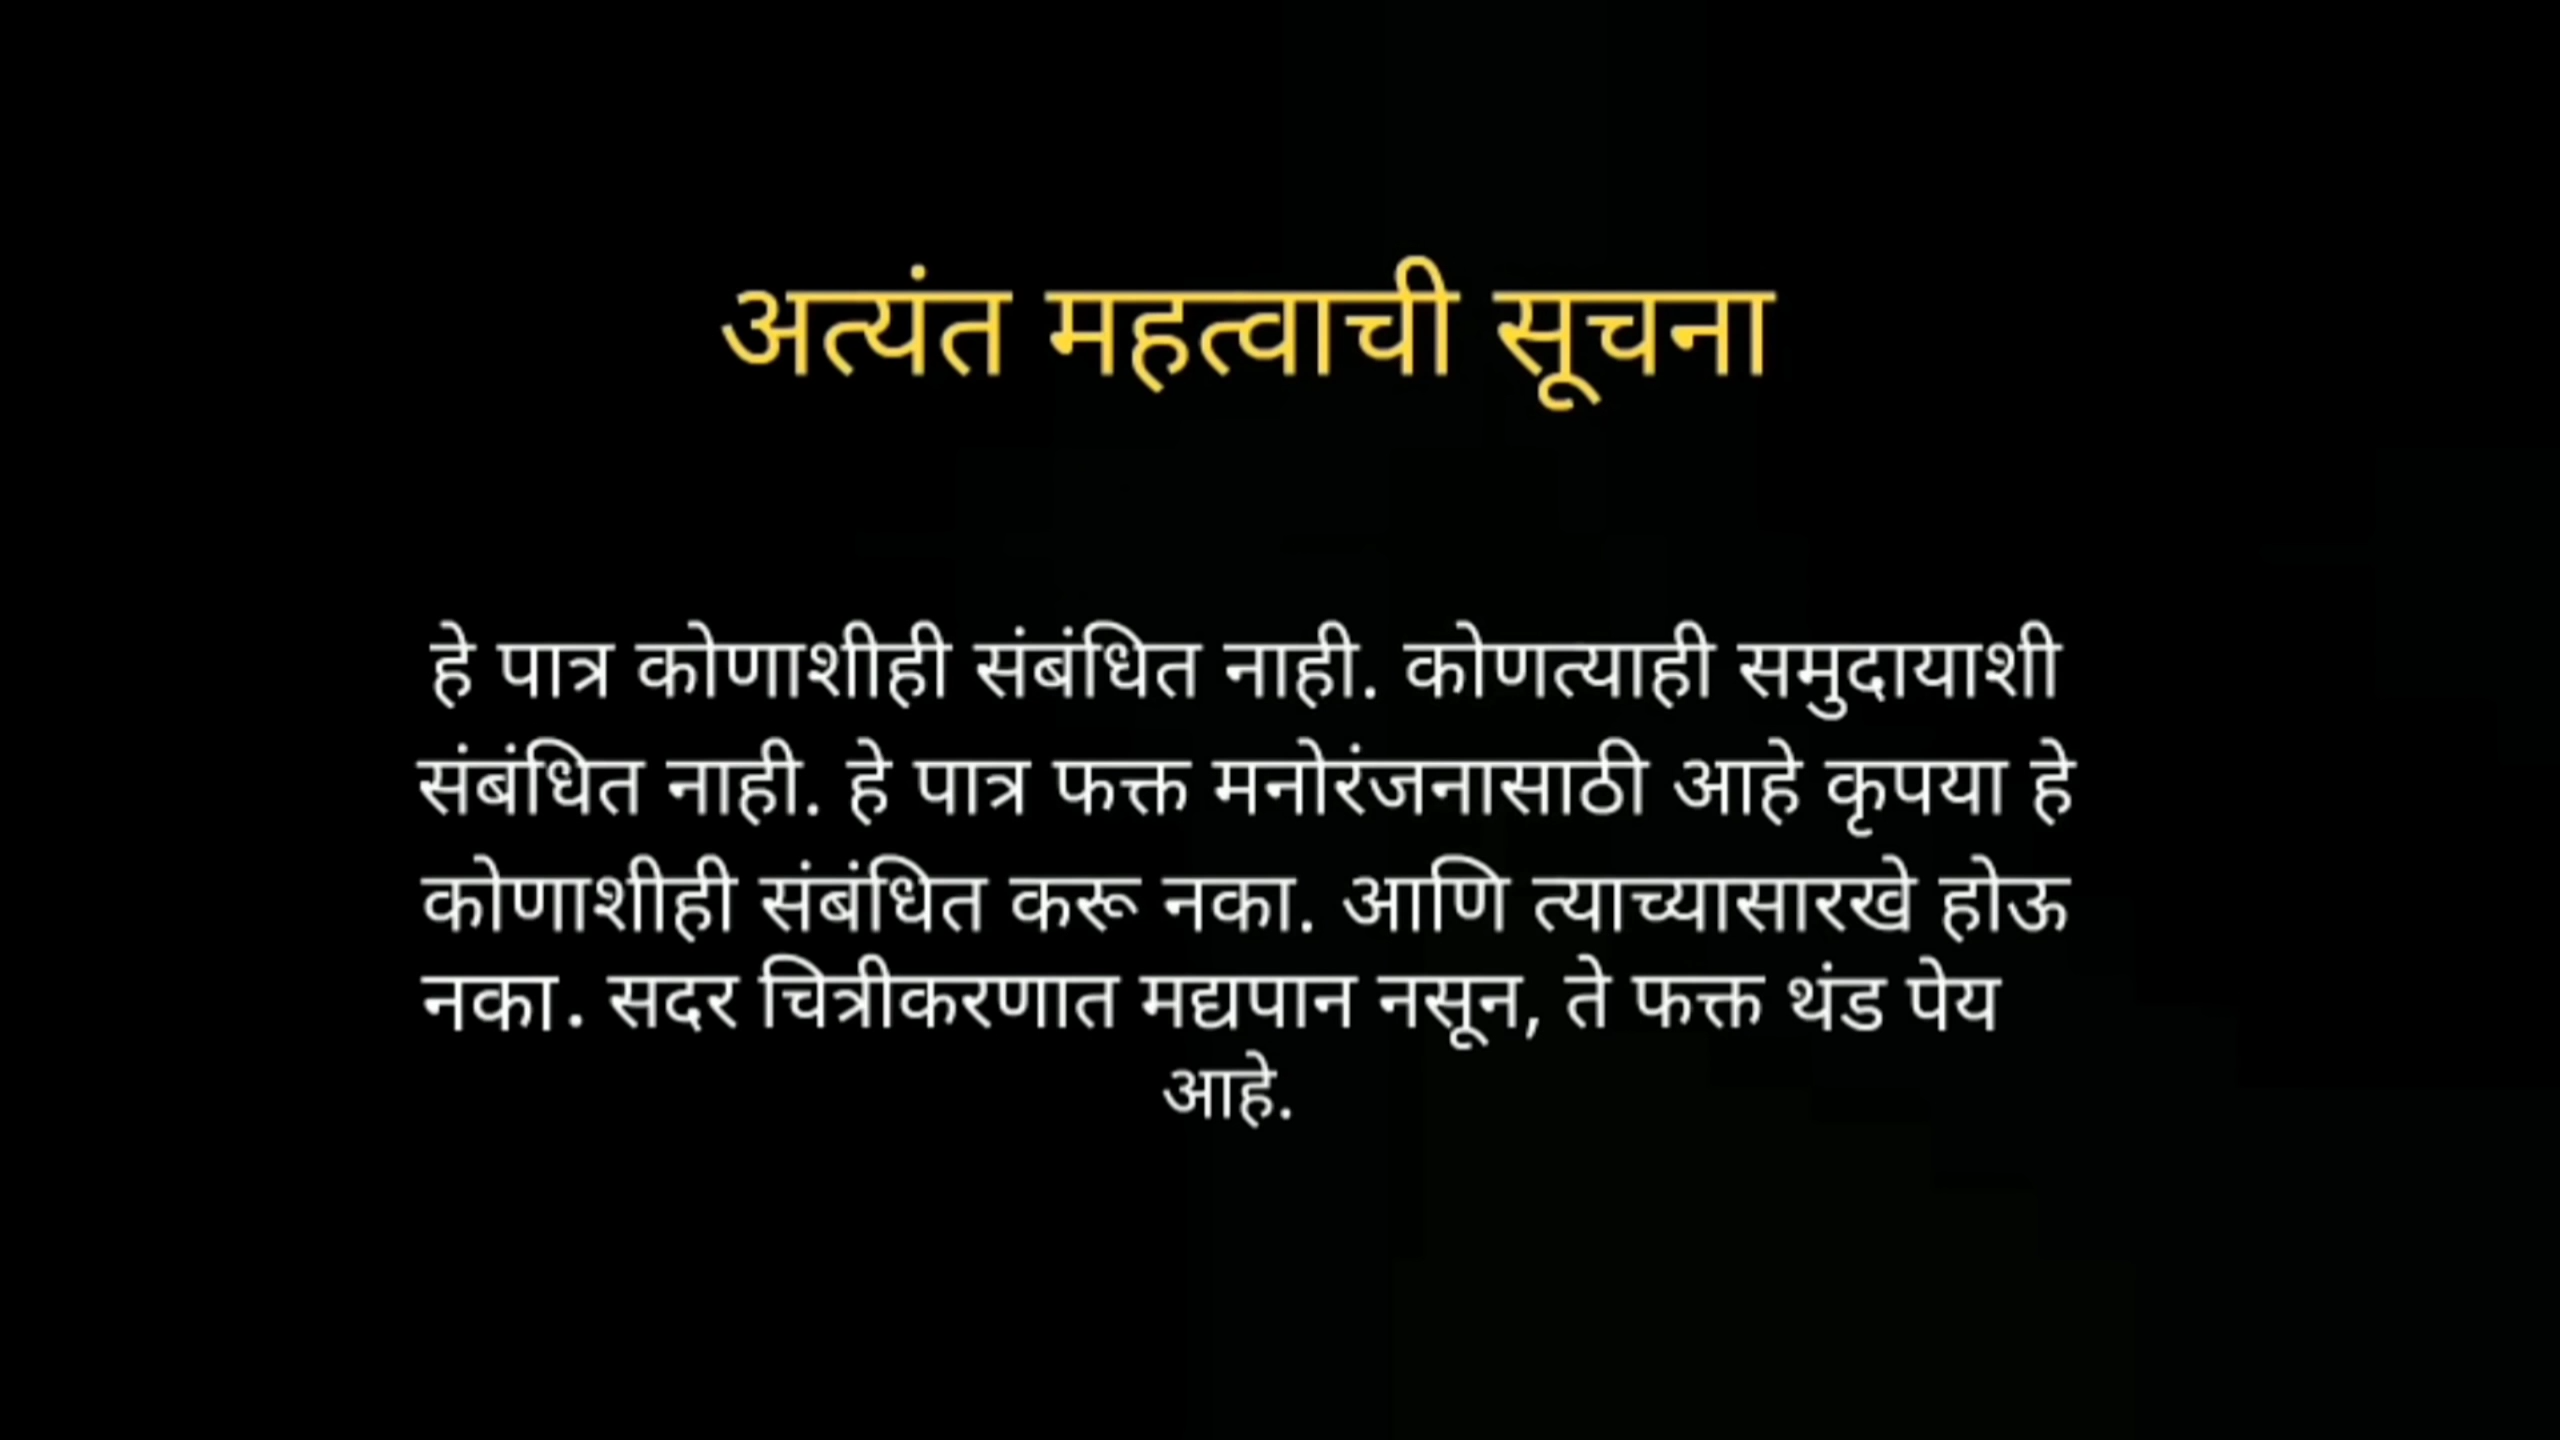 अत्यंत महत्वाची सूचना
हे पात्र कोणाशीही संबंधित नाही. कोणत्याही समुदायाशी
संबंधित नाही. हे पात्र फक्त मनोरंजनासाठी आहे कृपया हे
कोणाशीही संबंधित करू नका. आणि त्याच्यासारखे होऊ
नका. सदर चित्रीकरणात मद्यपान नसून, ते फक्त थंड पेय
आहे.